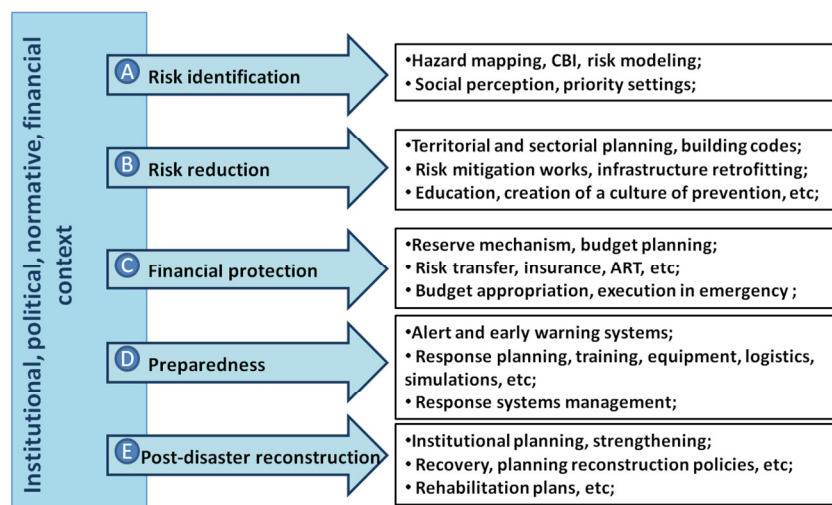 Institutional, political, normative, financial
context
A Risk identification
•Hazard mapping, CBI, risk modeling;
• Social perception, priority settings;
B Risk reduction
•Territorial and sectorial planning, building codes;
• Risk mitigation works, infrastructure retrofitting;
• Education, creation of a culture of prevention, etc;
C Financial protection
•Reserve mechanism, budget planning;
• Risk transfer, insurance, ART, etc;
• Budget appropriation, execution in emergency ;
D Preparedness
•Alert and early warning systems;
• Response planning, training, equipment, logistics,
simulations, etc;
• Response systems management;
E Post-disaster reconstruction
•Institutional planning, strengthening;
• Recovery, planning reconstruction policies, etc;
• Rehabilitation plans, etc;